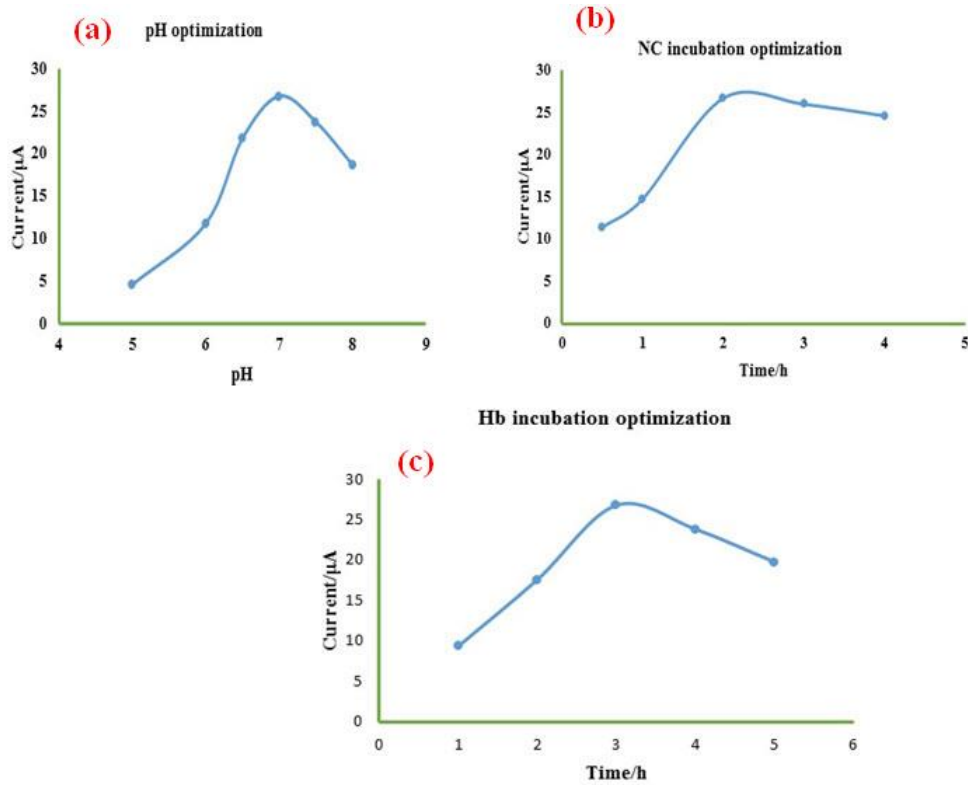 (a)
pH optimization
30
25
20
15
10
5
0
Current/µA
4 5 6 7 8 9
pH
(b)
NC incubation optimization
30
25
20
15
10
5
0
Current/µA
0 1 2 3 4 5
Time/h
Hb incubation optimization
(c)
30
25
20
15
10
5
0
Current/µA
0 1 2 3 4 5 6
Time/h